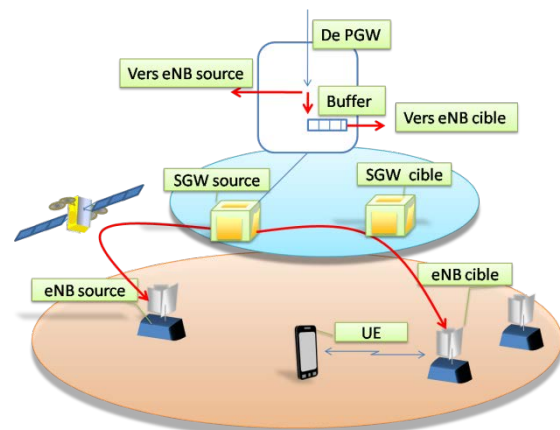 De PGW
Vers eNB source
Buffer
Vers eNB cible
SGW source
SGW cible
eNB source
eNB cible
UE